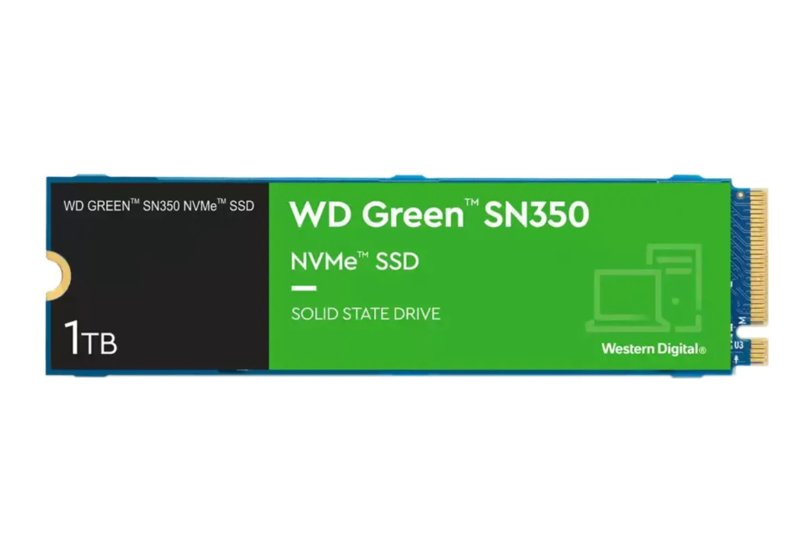 WD GREEN™ SN350 NVMe™ SSD
1TB
WD Green™ SN350
NVMe™ SSD
SOLID STATE DRIVE
Western Digital®
M
U3